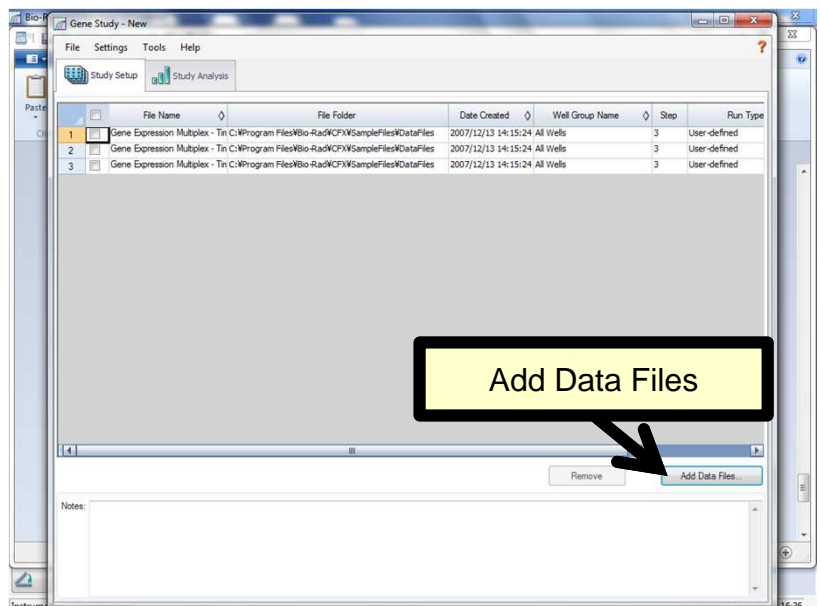 Bio-R
Gene Study - New
File Settings Tools Help ?
Study Setup Study Analysis
Paste
File Name File Folder Date Created Well Group Name Step Run Type
1 Gene Expression Multiplex - Tin C:¥Program Files¥Bio-Rad¥CFX¥SampleFiles¥DataFiles 2007/12/13 14:15:24 All Wells 3 User-defined
2 Gene Expression Multiplex - Tin C:¥Program Files¥Bio-Rad¥CFX¥SampleFiles¥DataFiles 2007/12/13 14:15:24 All Wells 3 User-defined
3 Gene Expression Multiplex - Tin C:¥Program Files¥Bio-Rad¥CFX¥SampleFiles¥DataFiles 2007/12/13 14:15:24 All Wells 3 User-defined
Add Data Files
Remove Add Data Files...
Notes: